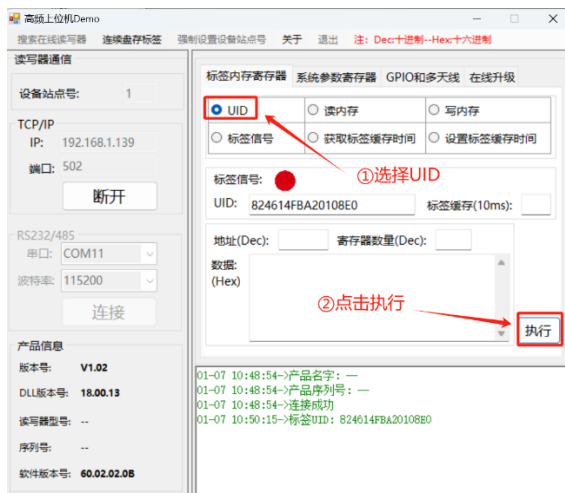 高频上位机Demo
搜索在线读写器 连续盘存标签 强制设置设备站点号 关于 退出 注：Dec:十进制--Hex:十六进制
读写器通信
设备站点号: 1
TCP/IP
IP: 192.168.1.139
端口: 502
断开
RS232/485
串口: COM11
波特率: 115200
连接
产品信息
版本号: V1.02
DLL版本号: 18.00.13
读写器型号: --
序列号: --
软件版本号: 60.02.02.0B
标签内存寄存器 系统参数寄存器 GPIO和多天线 在线升级
UID 读内存 写内存
标签信号 获取标签缓存时间 设置标签缓存时间
①选择UID
标签信号:
UID: 824614FBA20108E0 标签缓存(10ms):
地址(Dec): 寄存器数量(Dec):
数据:
(Hex)
②点击执行
执行
01-07 10:48:54->产品名字: —
01-07 10:48:54->产品序列号: —
01-07 10:48:54->连接成功
01-07 10:50:15->标签UID: 824614FBA20108E0